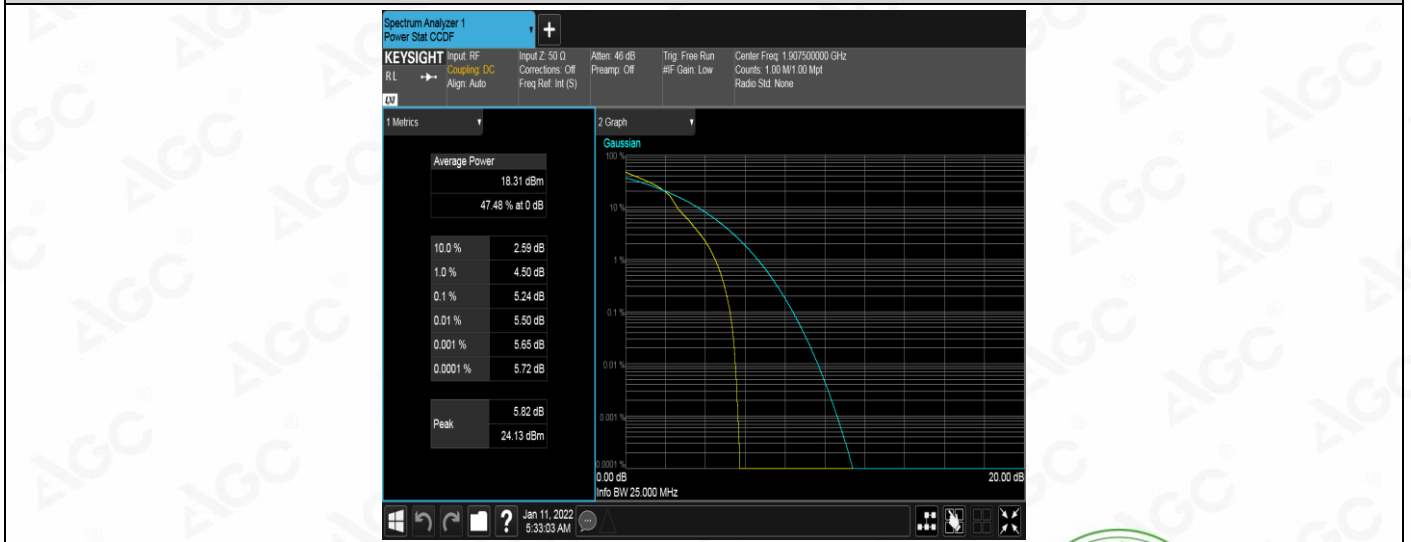 Spectrum Analyzer 1
Power Stat CCDF
KEYSIGHT
RL
LXI
Input: RF
Coupling: DC
Align: Auto
Input Z: 50 Ω
Corrections: Off
Freq Ref: Int (S)
Atten: 46 dB
Preamp: Off
Trig: Free Run
#IF Gain: Low
Center Freq: 1.907500000 GHz
Counts: 1.00 M/1.00 Mpt
Radio Std: None
1 Metrics
Average Power
18.31 dBm
47.48 % at 0 dB
10.0 % 2.59 dB
1.0 % 4.50 dB
0.1 % 5.24 dB
0.01 % 5.50 dB
0.001 % 5.65 dB
0.0001 % 5.72 dB
Peak
5.82 dB
24.13 dBm
2 Graph
Gaussian
100 %
10 %
1 %
0.1 %
0.01 %
0.001 %
0.0001 %
0.00 dB 20.00 dB
Info BW 25.000 MHz
Jan 11, 2022
5:33:03 AM
AGC